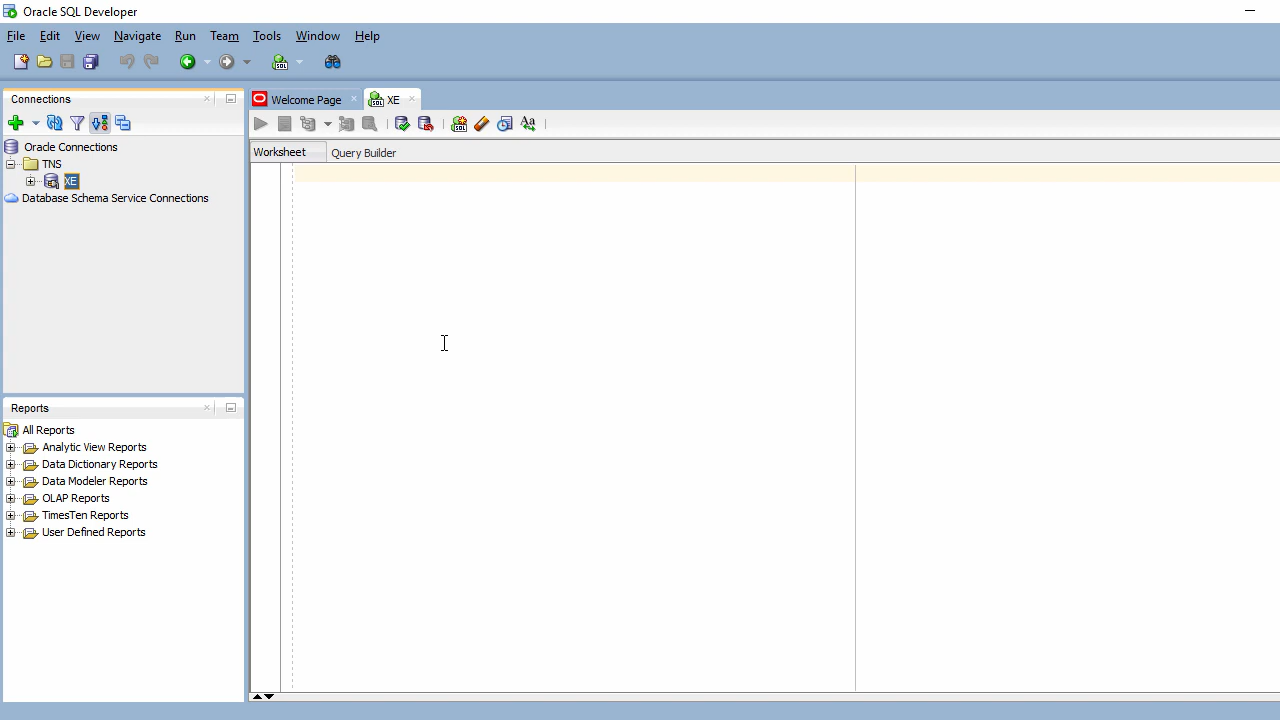 Oracle SQL Developer
File Edit View Navigate Run Team Tools Window Help
Connections
Oracle Connections
TNS
XE
Database Schema Service Connections
Reports
All Reports
Analytic View Reports
Data Dictionary Reports
Data Modeler Reports
OLAP Reports
TimesTen Reports
User Defined Reports
Welcome Page XE
Aa
Worksheet Query Builder